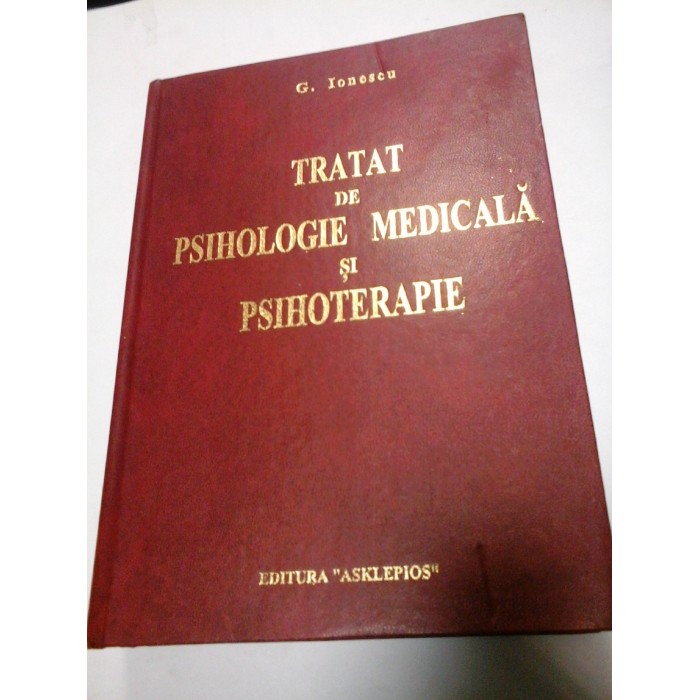 G. Ionescu
TRATAT
DE
PSIHOLOGIE MEDICALĂ
ȘI
PSIHOTERAPIE
EDITURA "ASKLEPIOS"